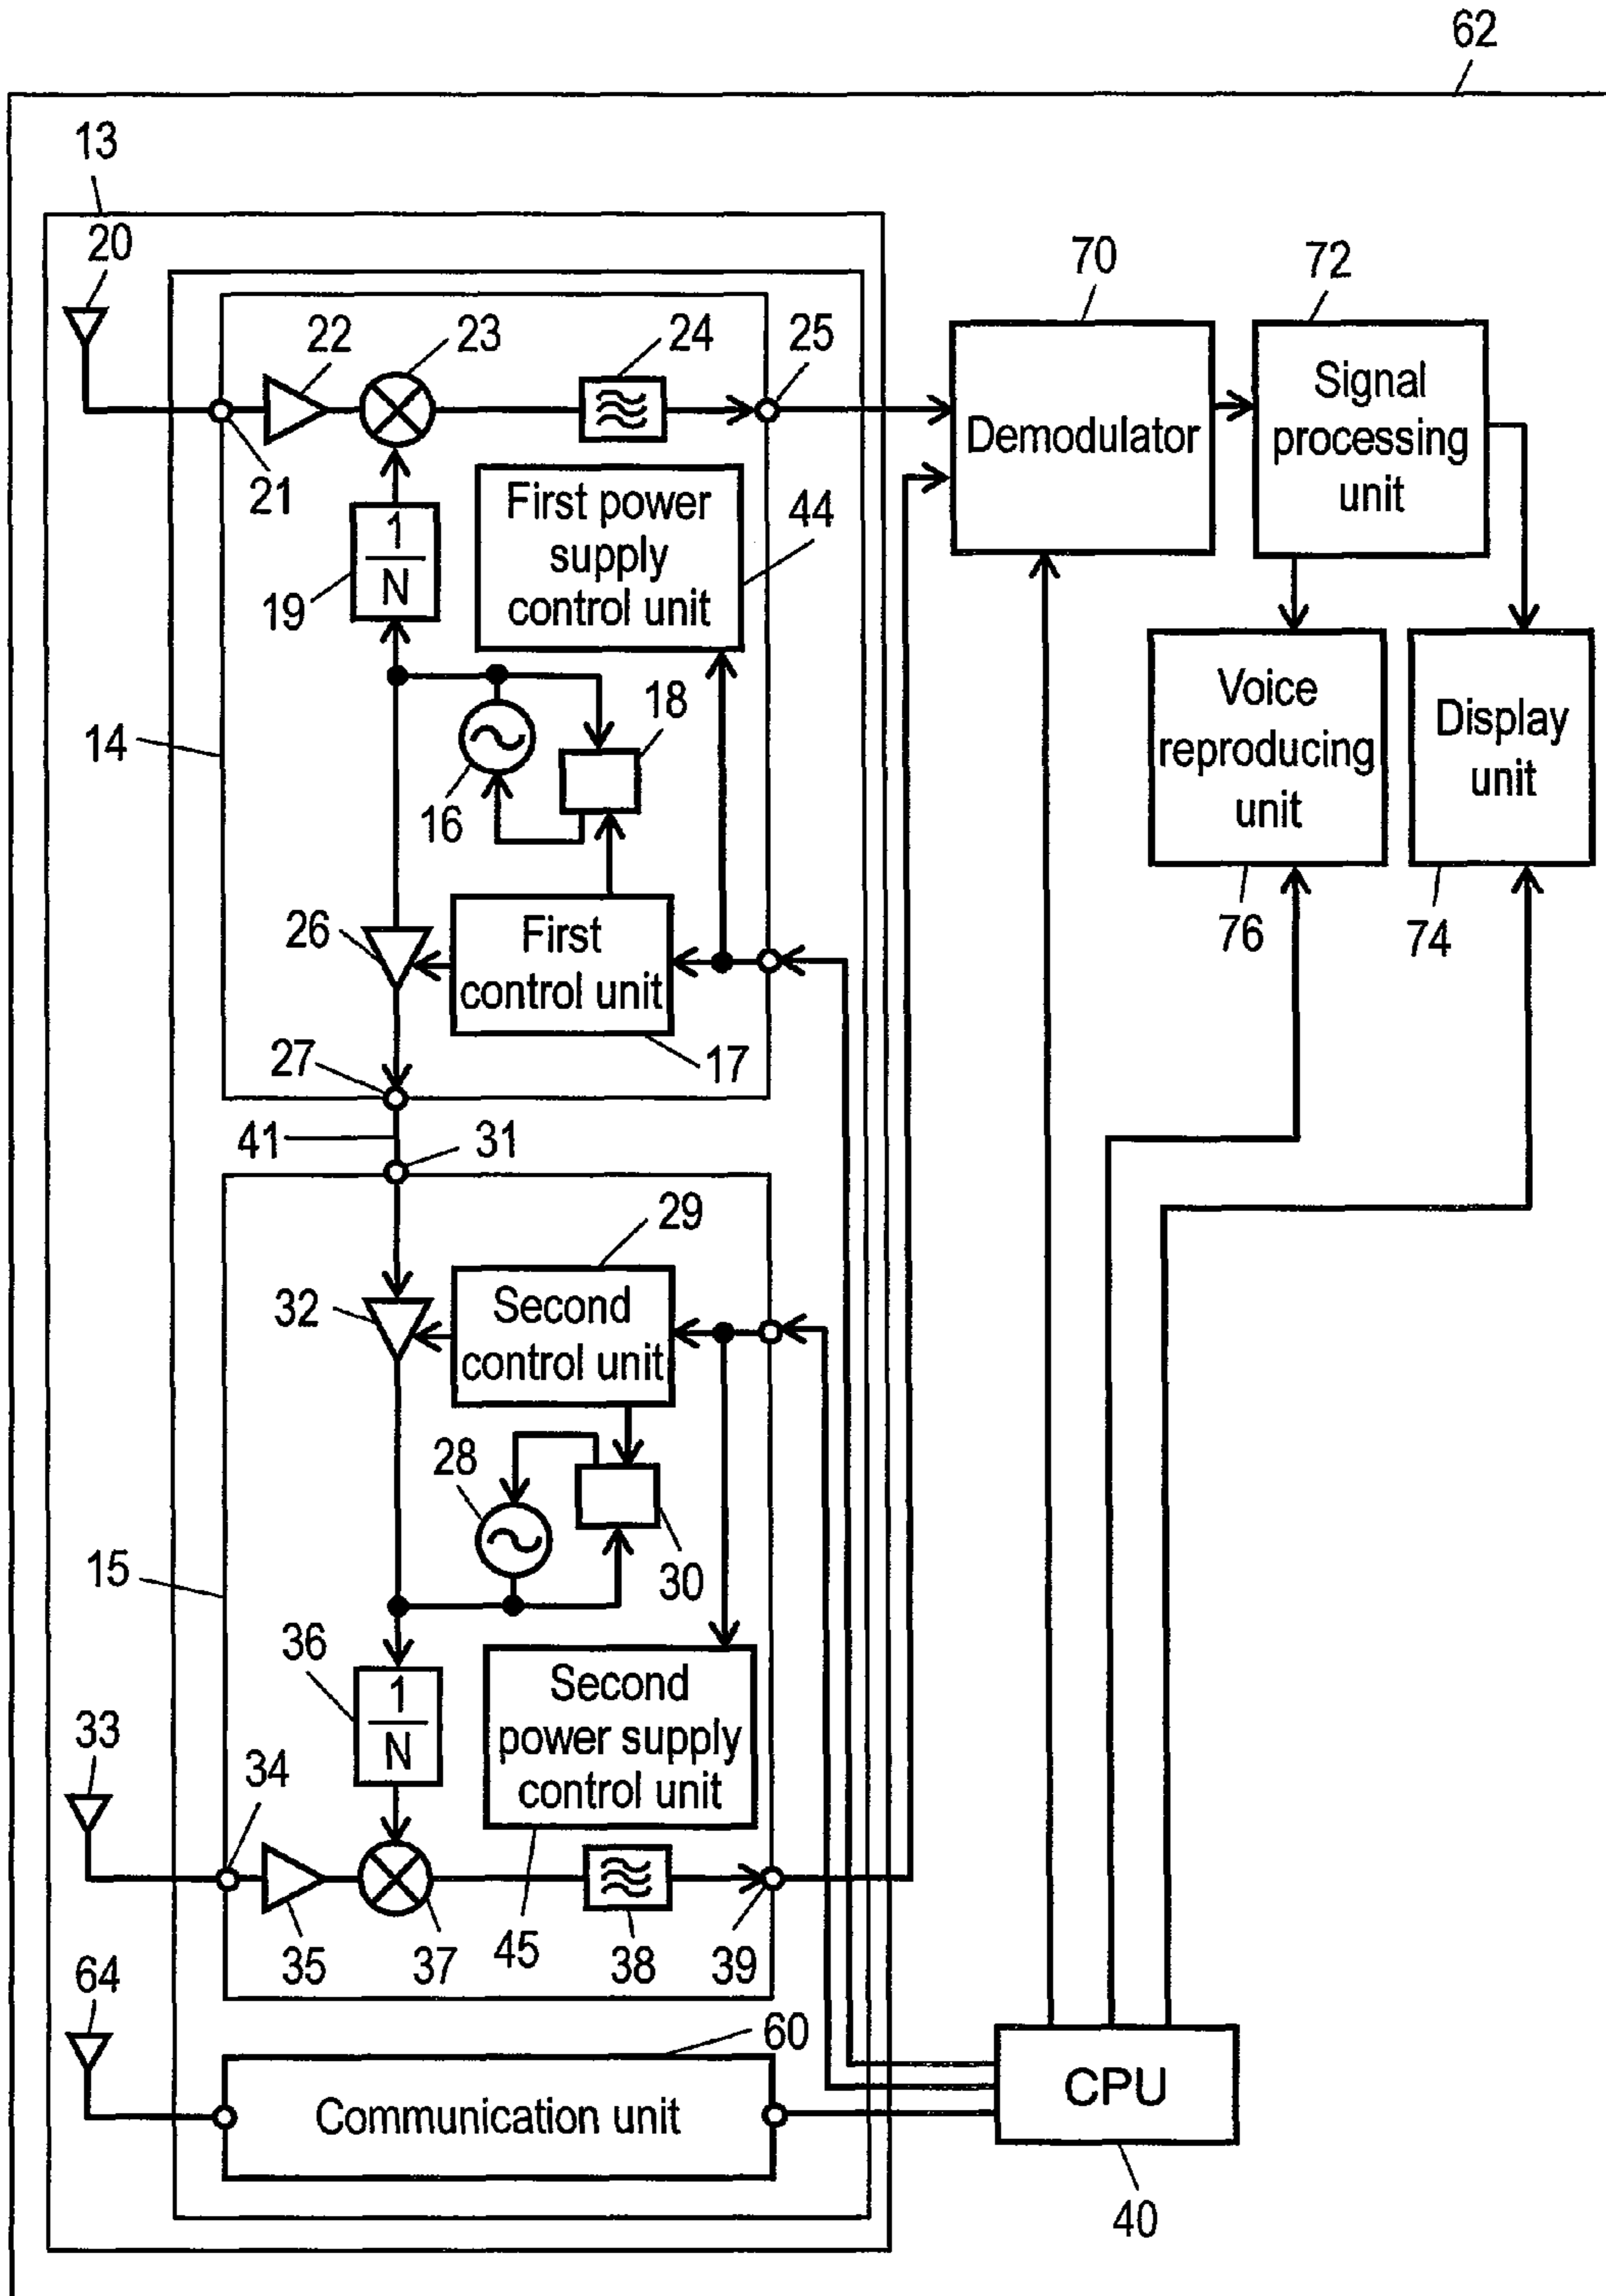 62
13
20
70
72
22
23
24
25
Demodulator
Signal
processing
unit
21
First power
supply
control unit
44
1
N
19
18
Voice
reproducing
unit
Display
unit
14
16
26
First
control unit
76
74
27
17
41
31
29
32
Second
control unit
28
15
30
36
1
N
Second
power supply
control unit
33
34
35
37
45
38
39
64
60
Communication unit
CPU
40